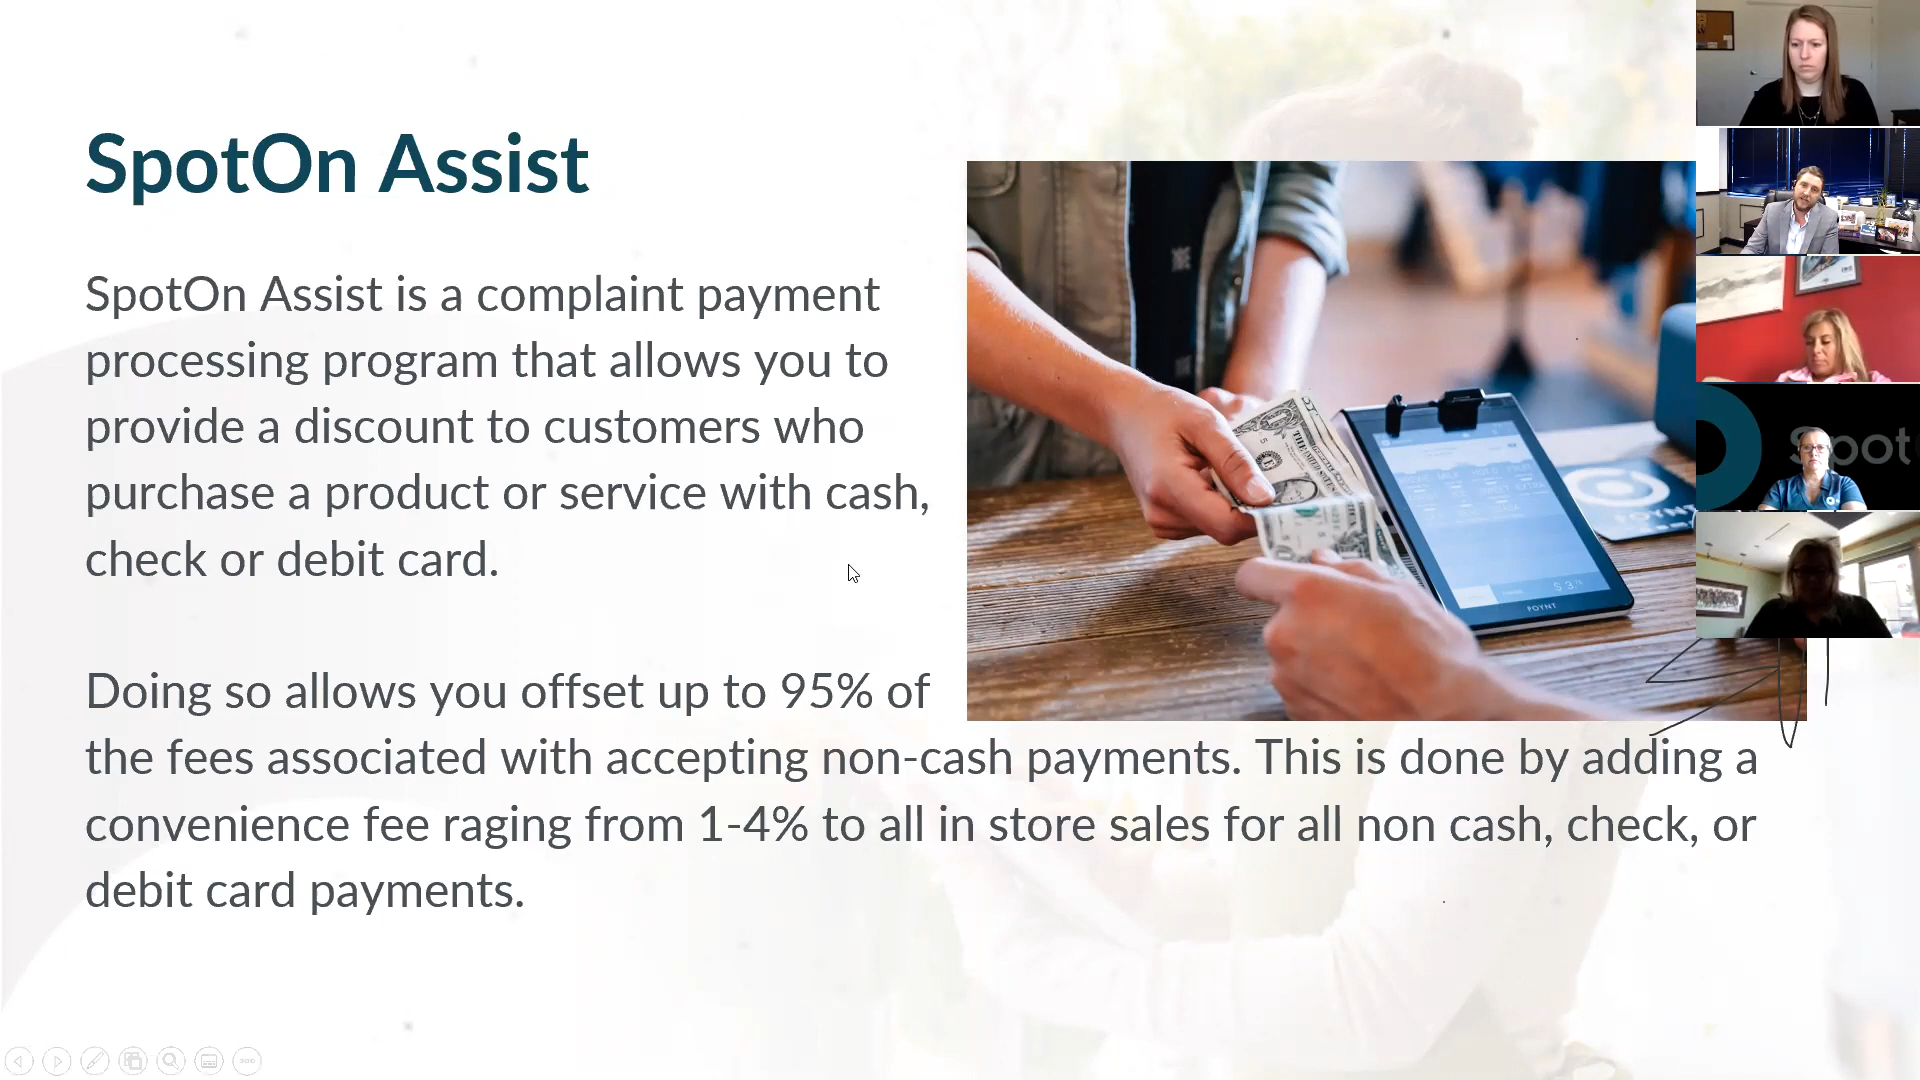 SpotOn Assist
SpotOn Assist is a complaint payment
processing program that allows you to
provide a discount to customers who
purchase a product or service with cash,
check or debit card.
Doing so allows you offset up to 95% of
the fees associated with accepting non-cash payments. This is done by adding a
convenience fee raging from 1-4% to all in store sales for all non cash, check, or
debit card payments.
POYNT
POYNT
Spot